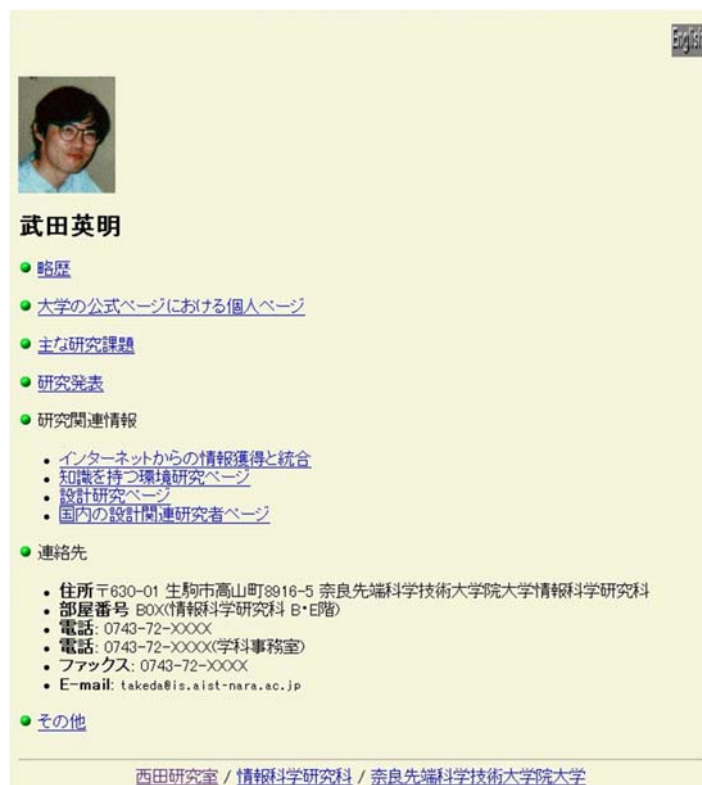 English
武田英明
略歴
大学の公式ページにおける個人ページ
主な研究課題
研究発表
研究関連情報
インターネットからの情報獲得と統合
知識を持つ環境研究ページ
設計研究ページ
国内の設計関連研究者ページ
連絡先
住所〒630-01 生駒市高山町8916-5 奈良先端科学技術大学院大学情報科学研究科
部屋番号 BOX(情報科学研究科 B・E階)
電話: 0743-72-XXXX
電話: 0743-72-XXXX(学科事務室)
ファックス: 0743-72-XXXX
E-mail: takeda@is.aist-nara.ac.jp
その他
西田研究室 / 情報科学研究科 / 奈良先端科学技術大学院大学